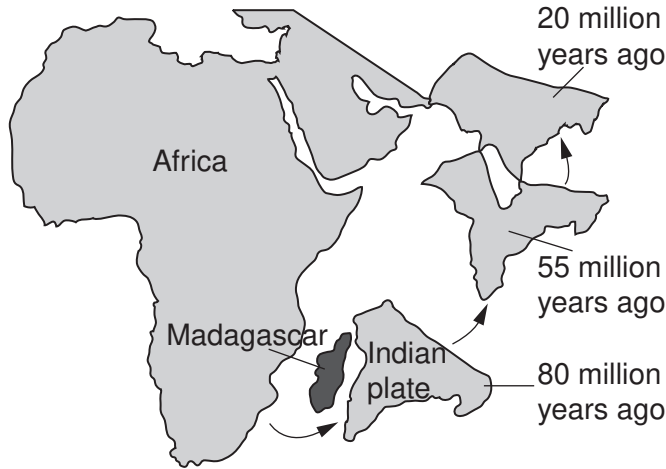 20 million
years ago
Africa
55 million
years ago
Madagascar
Indian
plate
80 million
years ago